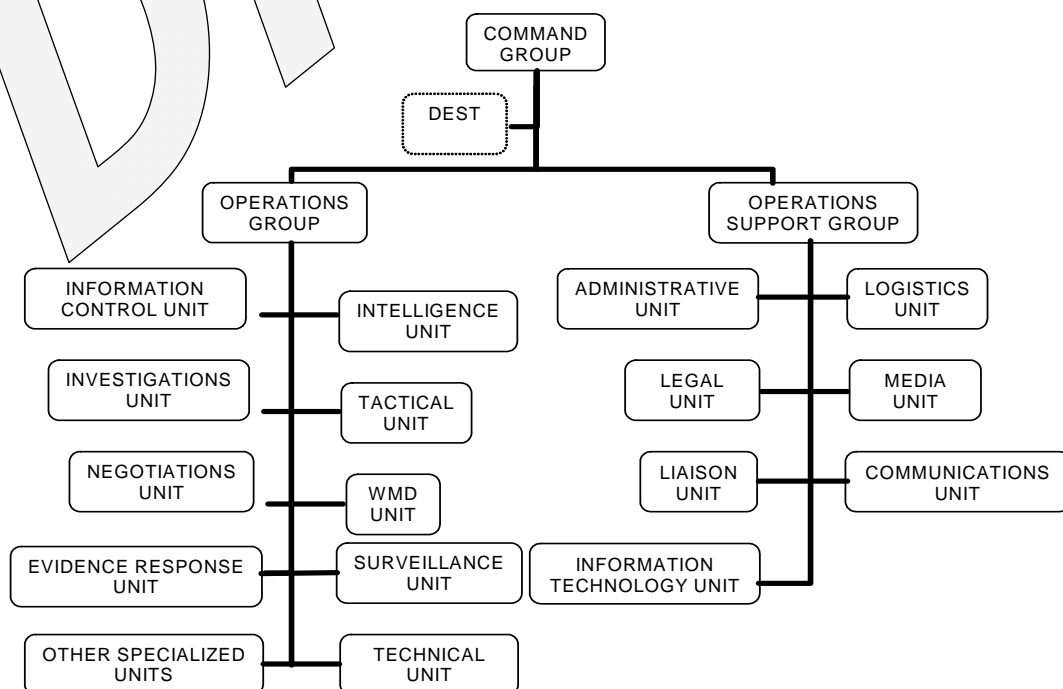 COMMAND
GROUP
DEST
OPERATIONS
GROUP
OPERATIONS
SUPPORT GROUP
INFORMATION
CONTROL UNIT
INTELLIGENCE
UNIT
INVESTIGATIONS
UNIT
TACTICAL
UNIT
NEGOTIATIONS
UNIT
WMD
UNIT
EVIDENCE RESPONSE
UNIT
SURVEILLANCE
UNIT
OTHER SPECIALIZED
UNITS
TECHNICAL
UNIT
ADMINISTRATIVE
UNIT
LOGISTICS
UNIT
LEGAL
UNIT
MEDIA
UNIT
LIAISON
UNIT
COMMUNICATIONS
UNIT
INFORMATION
TECHNOLOGY UNIT